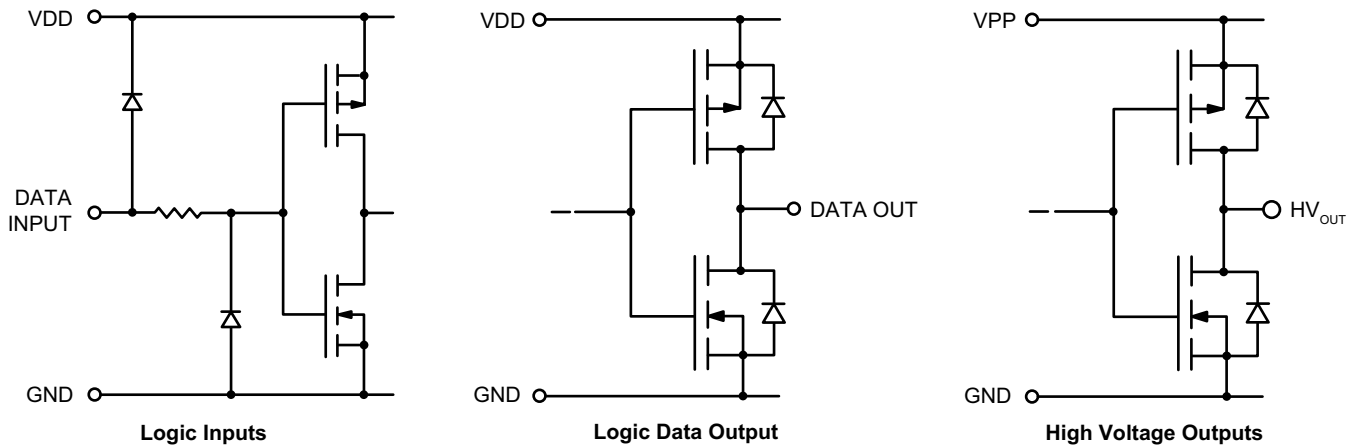 VDD
DATA
INPUT
GND
Logic Inputs
VDD
DATA OUT
GND
Logic Data Output
VPP
HVOUT
GND
High Voltage Outputs